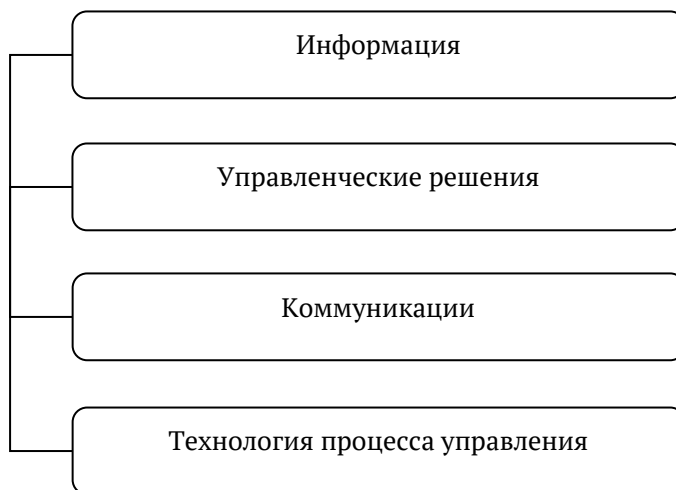 Информация
Управленческие решения
Коммуникации
Технология процесса управления